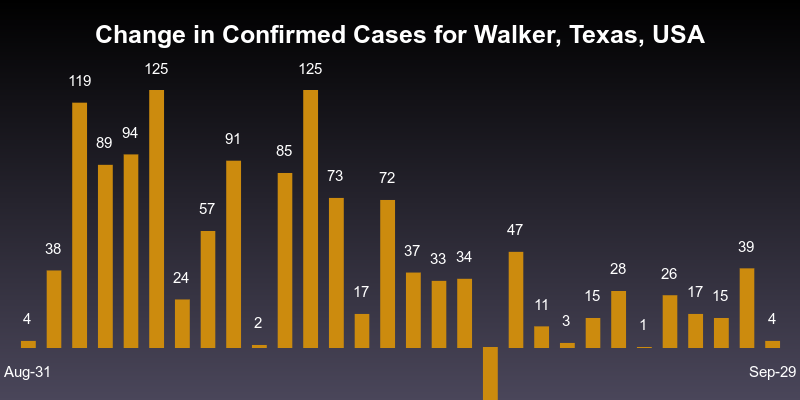 Change in Confirmed Cases for Walker, Texas, USA
4 38 119 89 94 125 24 57 91 2 85 125 73 17 72 37 33 34 47 11 3 15 28 1 26 17 15 39 4
Aug-31 Sep-29